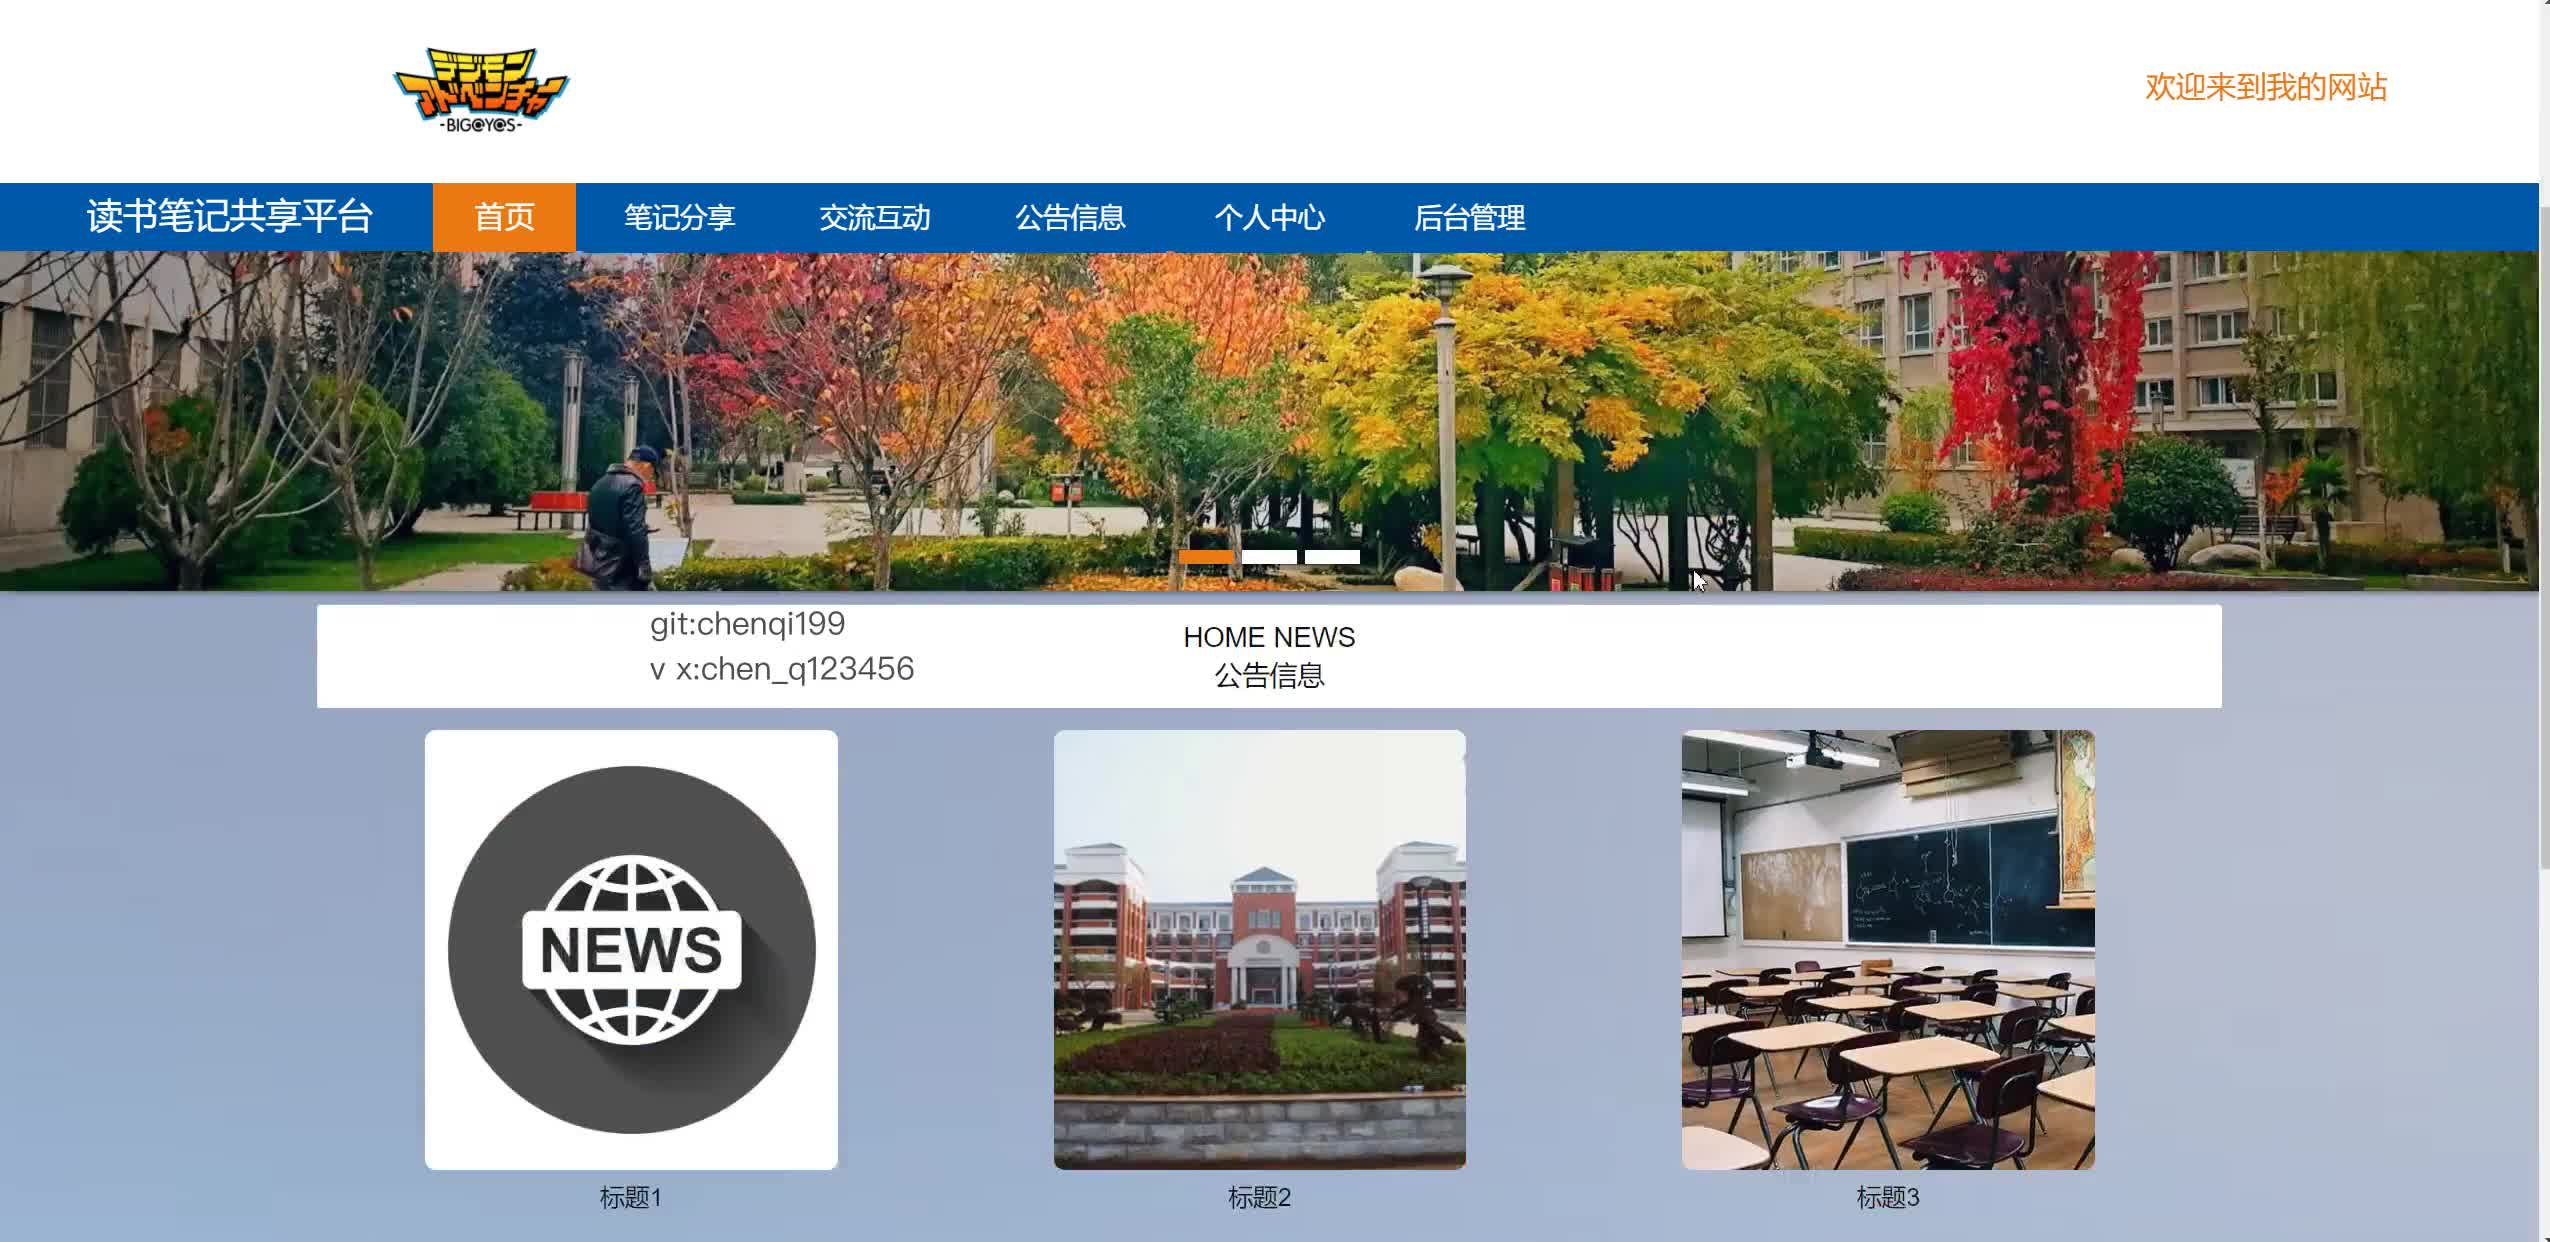 デジモン
アドベンチャー
-BIG@Y@S-
欢迎来到我的网站
读书笔记共享平台
首页
笔记分享
交流互动
公告信息
个人中心
后台管理
git:chenqi199
v x:chen_q123456
HOME NEWS
公告信息
NEWS
标题1
标题2
标题3